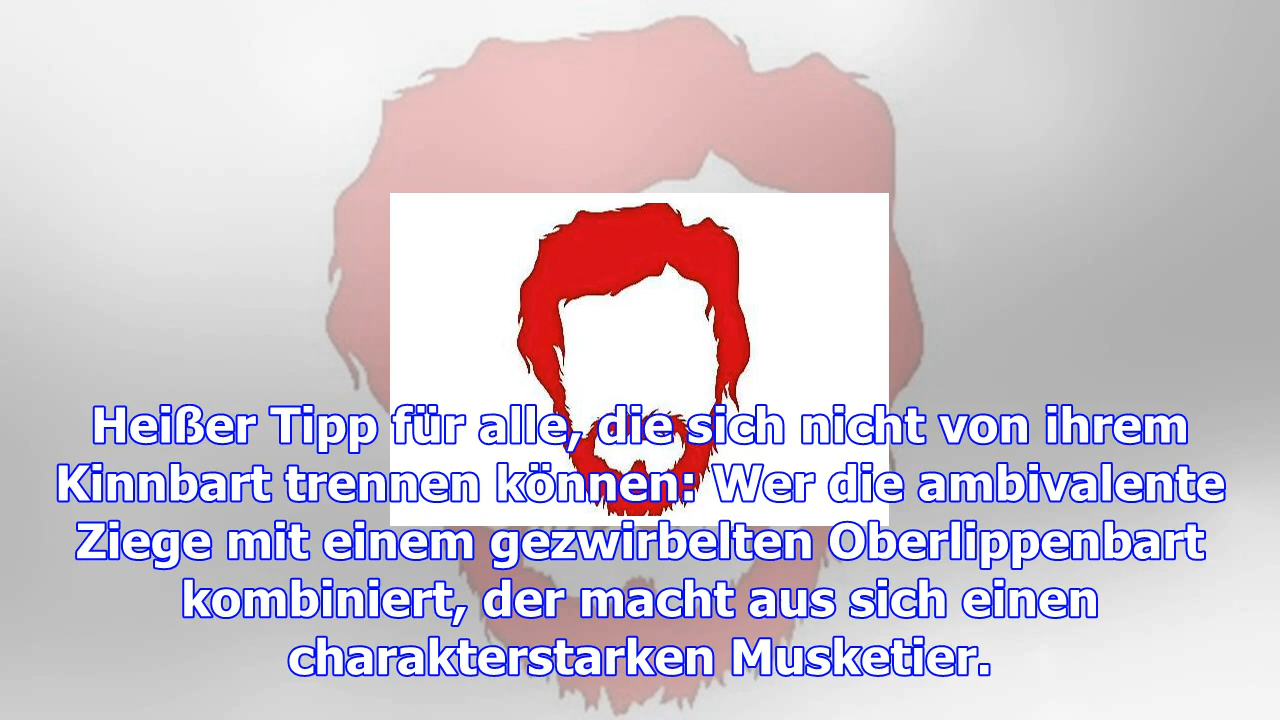 Heißer Tipp für alle, die sich nicht von ihrem
Kinnbart trennen können: Wer die ambivalente
Ziege mit einem gezwirbelten Oberlippenbart
kombiniert, der macht aus sich einen
charakterstarken Musketier.